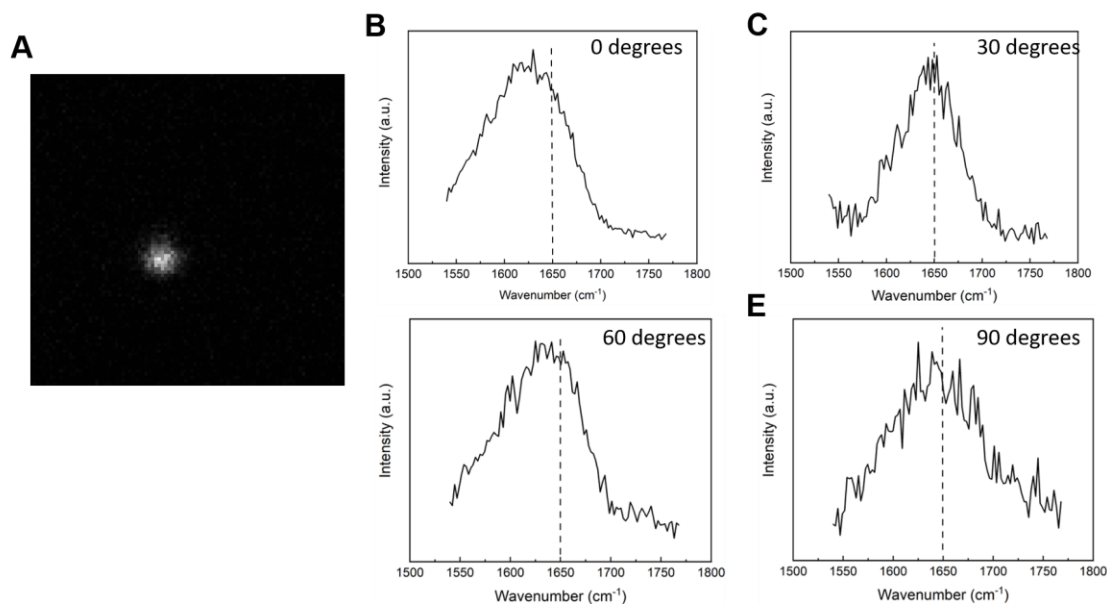 A
B
0 degrees
Intensity (a.u.)
1500 1550 1600 1650 1700 1750 1800
Wavenumber (cm⁻¹)
C
30 degrees
Intensity (a.u.)
1500 1550 1600 1650 1700 1750 1800
Wavenumber (cm⁻¹)
60 degrees
Intensity (a.u.)
1500 1550 1600 1650 1700 1750 1800
Wavenumber (cm⁻¹)
E
90 degrees
Intensity (a.u.)
1500 1550 1600 1650 1700 1750 1800
Wavenumber (cm⁻¹)